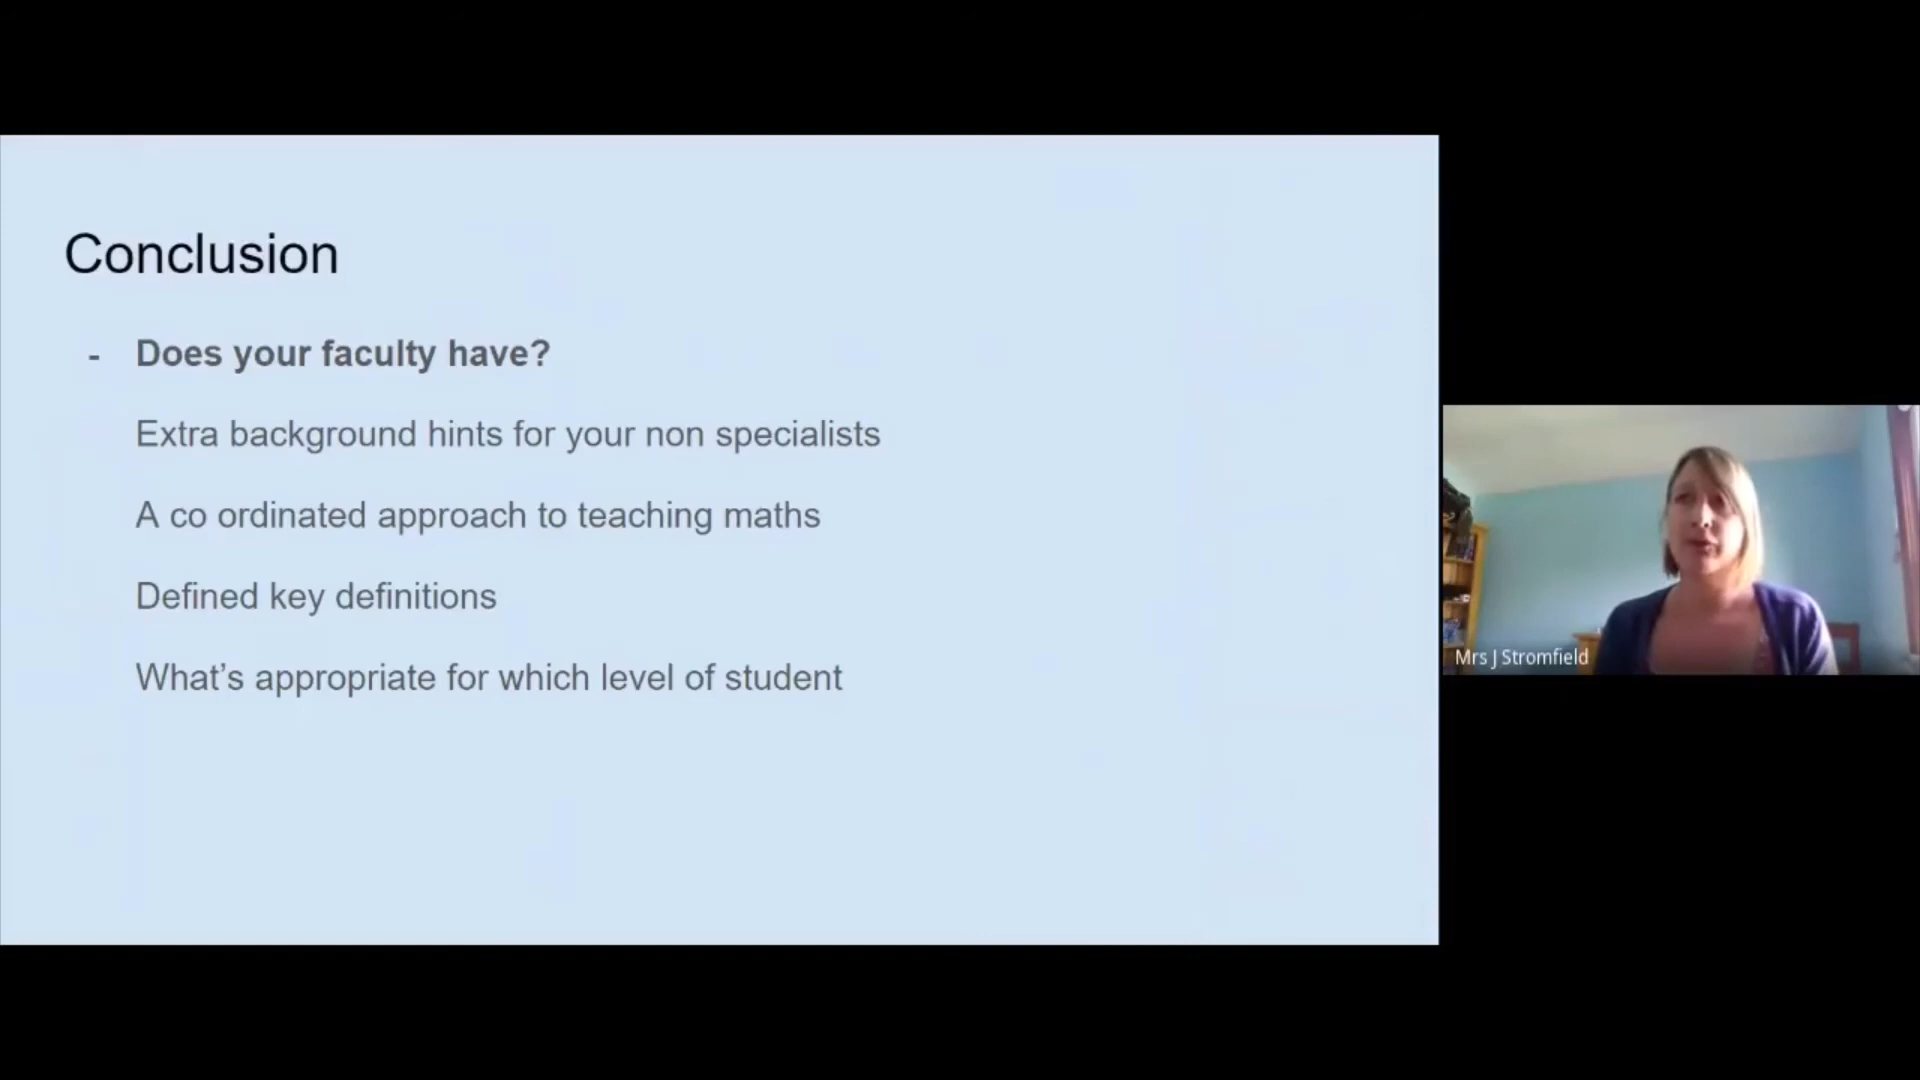 Conclusion
- Does your faculty have?
Extra background hints for your non specialists
A co ordinated approach to teaching maths
Defined key definitions
What’s appropriate for which level of student
Mrs J Stromfield